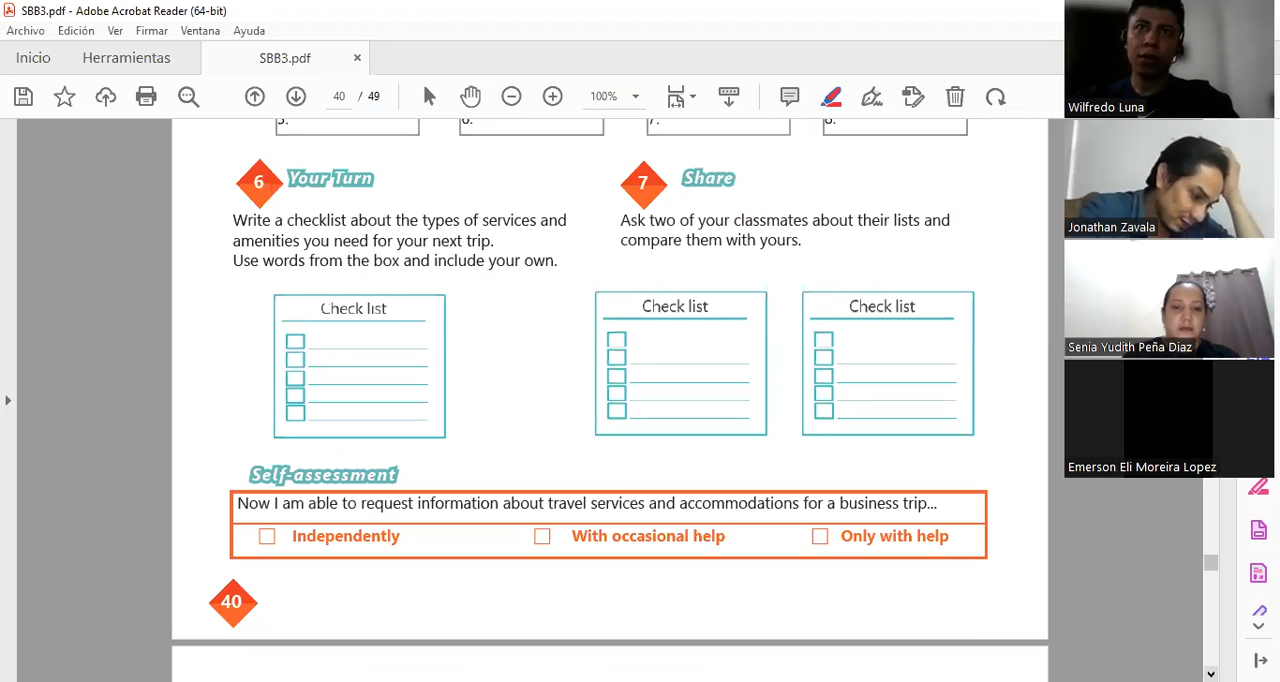 SBB3.pdf - Adobe Acrobat Reader (64-bit)
Archivo Edición Ver Firmar Ventana Ayuda
Inicio Herramientas SBB3.pdf ×
40 / 49 100%
5. 6. 7. 8.
6 Your Turn
Write a checklist about the types of services and
amenities you need for your next trip.
Use words from the box and include your own.
Check list
7 Share
Ask two of your classmates about their lists and
compare them with yours.
Check list
Check list
Self-assessment
Now I am able to request information about travel services and accommodations for a business trip...
Independently With occasional help Only with help
40
Wilfredo Luna
Jonathan Zavala
Senia Yudith Peña Diaz
Emerson Eli Moreira Lopez